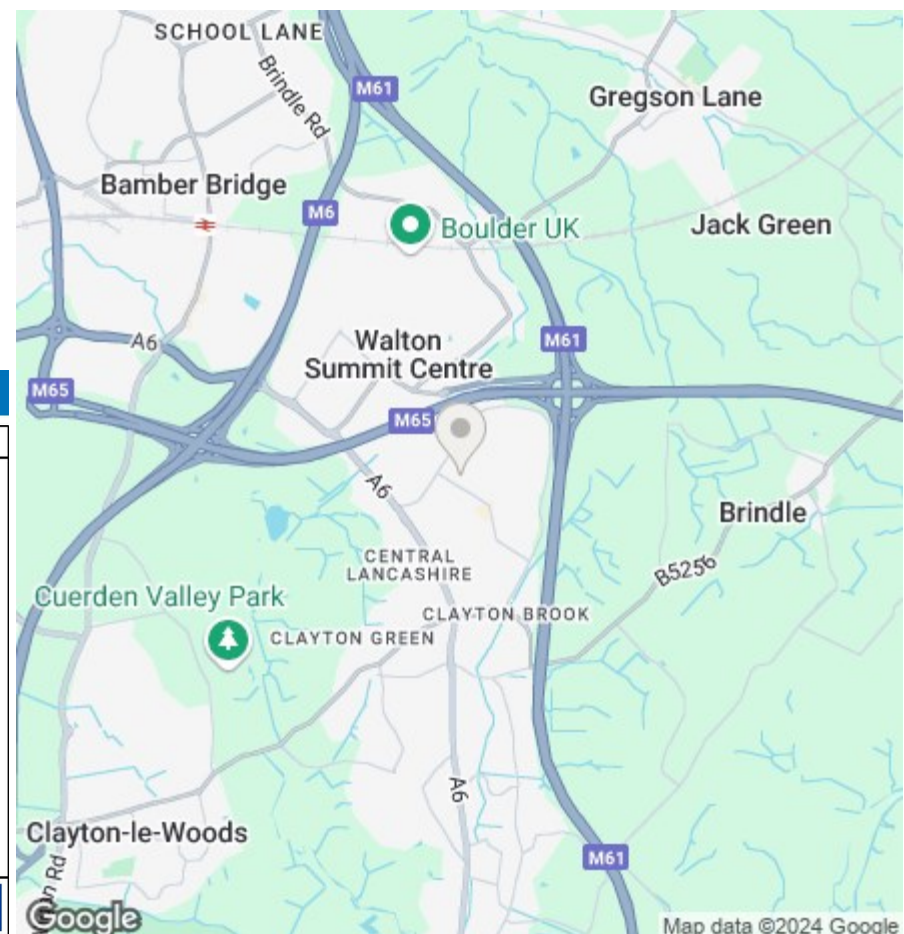 SCHOOL LANE
Brindle Rd
M61
Gregson Lane
Bamber Bridge
M6
Boulder UK
Jack Green
A6
Walton
Summit Centre
M61
M65
M65
A6
Brindle
CENTRAL
LANCASHIRE
B5256
Cuerden Valley Park
CLAYTON BROOK
CLAYTON GREEN
A6
Clayton-le-Woods
M61
Rd
Google
Map data ©2024 Google